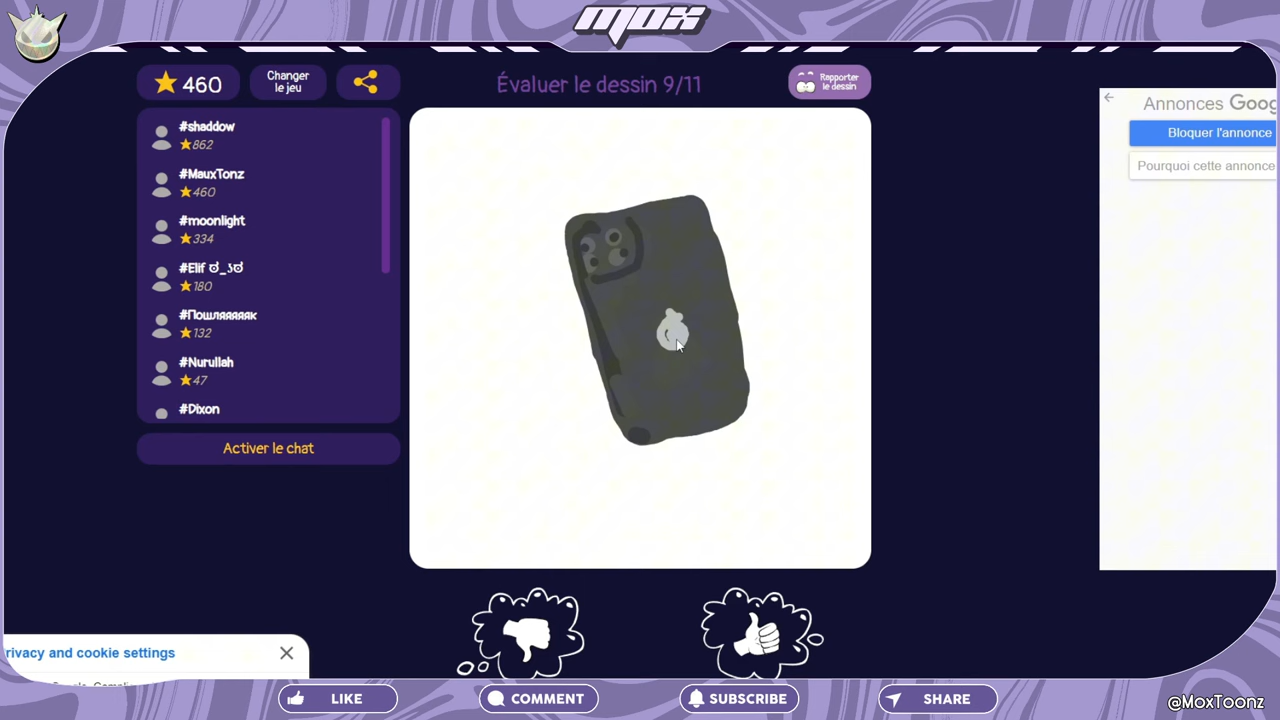 MOX
460
Changer
le jeu
Évaluer le dessin 9/11
Rapporter
le dessin
#shaddow
862
#MauxTonz
460
#moonlight
334
#Elif ಠ_ʖಠ
180
#Пошляяяяяк
132
#Nurullah
47
#Dixon
Activer le chat
Annonces Goog
Bloquer l'annonce
Pourquoi cette annonce
rivacy and cookie settings
LIKE
COMMENT
SUBSCRIBE
SHARE
@MoxToonz